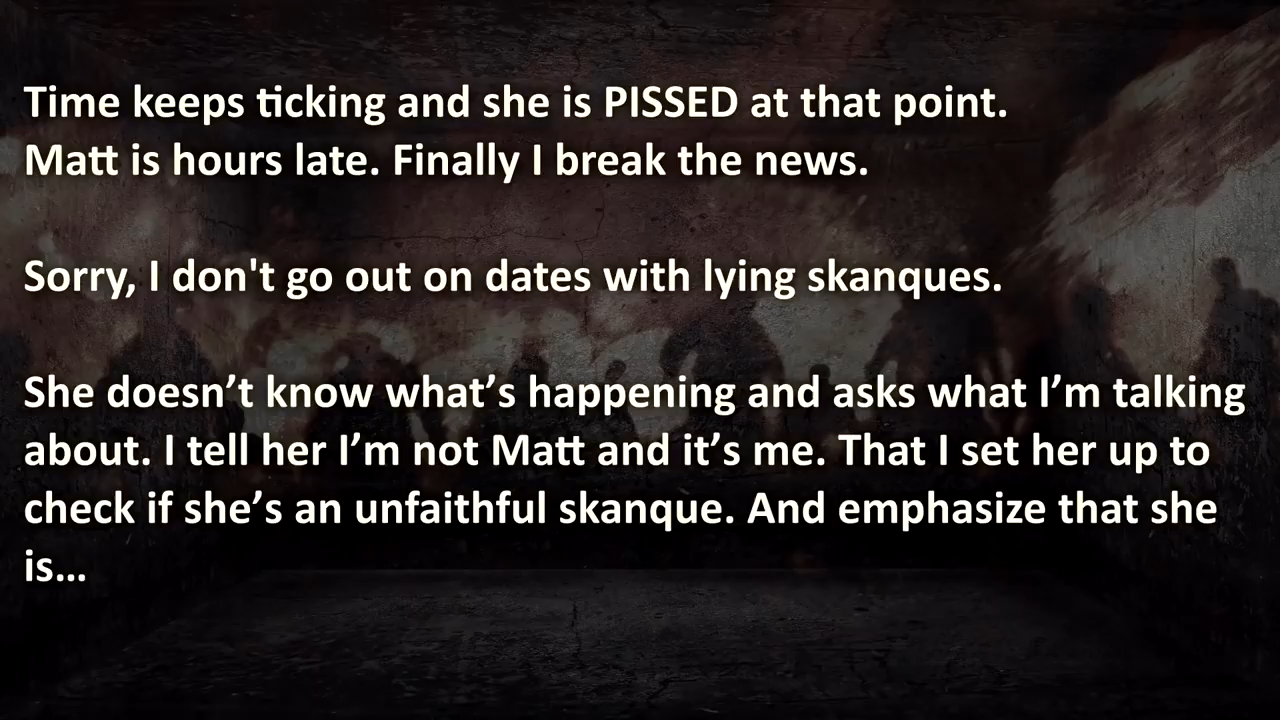 Time keeps ticking and she is PISSED at that point.
Matt is hours late. Finally I break the news.
Sorry, I don't go out on dates with lying skanques.
She doesn’t know what’s happening and asks what I’m talking
about. I tell her I’m not Matt and it’s me. That I set her up to
check if she’s an unfaithful skanque. And emphasize that she
is...